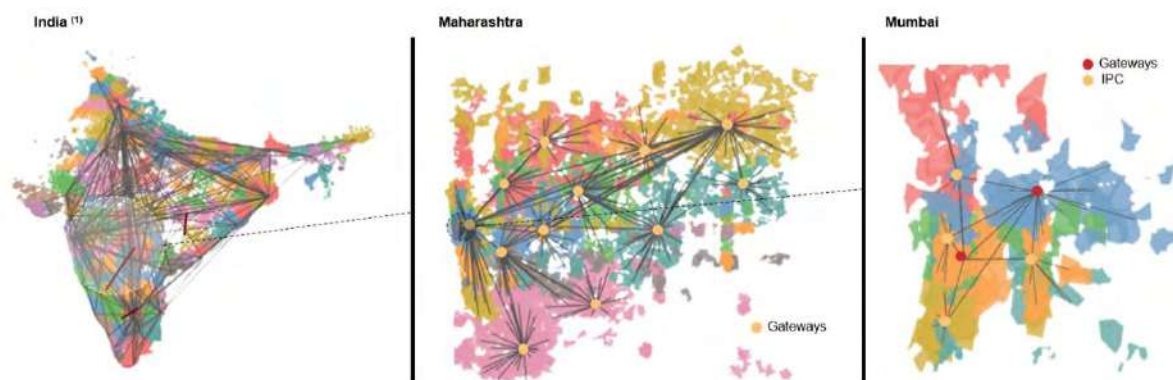 India (1)
Maharashtra
Mumbai
Gateways
IPC
Gateways